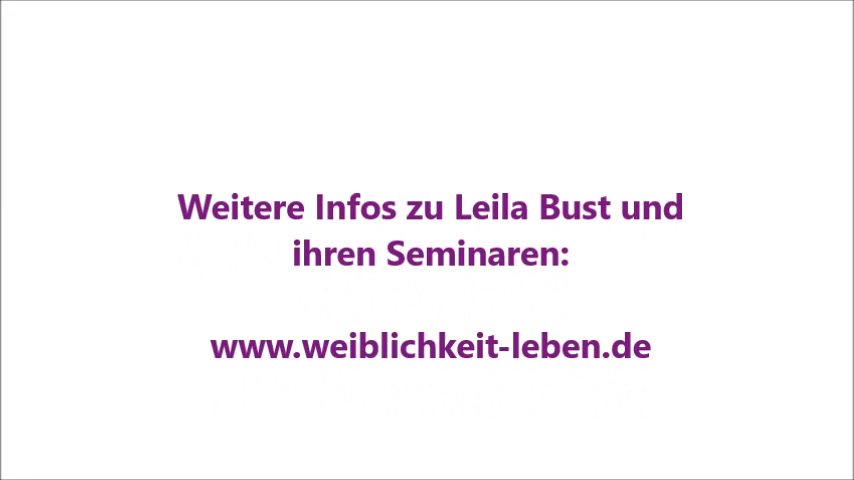 Weitere Infos zu Leila Bust und
ihren Seminaren:
www.weiblichkeit-leben.de